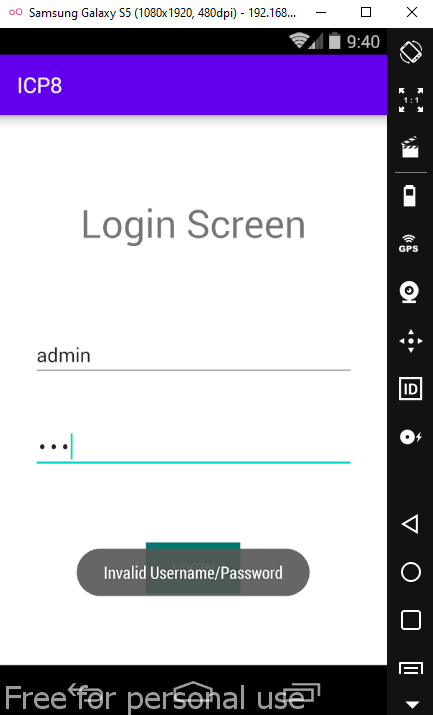 Samsung Galaxy S5 (1080x1920, 480dpi) - 192.168...
9:40
ICP8
1:1
Login Screen
GPS
admin
ID
Invalid Username/Password
Free for personal use